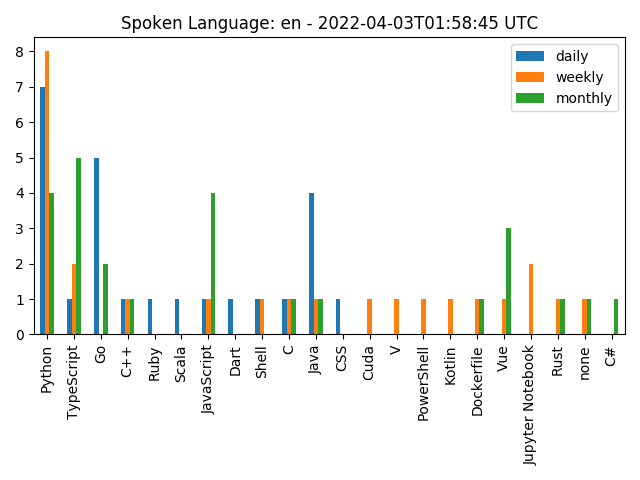 Spoken Language: en - 2022-04-03T01:58:45 UTC
daily
weekly
monthly
8
7
6
5
4
3
2
1
0
Python
TypeScript
Go
C++
Ruby
Scala
JavaScript
Dart
Shell
C
Java
CSS
Cuda
V
PowerShell
Kotlin
Dockerfile
Vue
Jupyter Notebook
Rust
none
C#